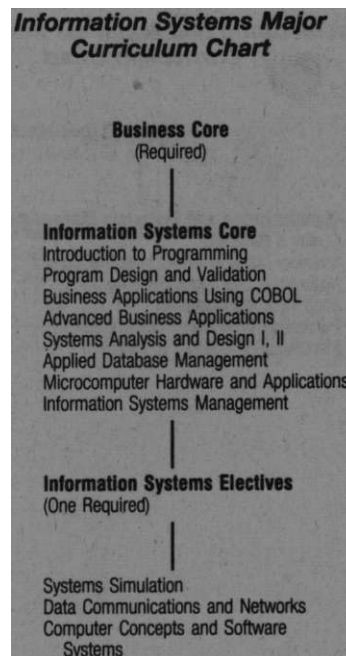 Information Systems Major
Curriculum Chart
Business Core
(Required)
Information Systems Core
Introduction to Programming
Program Design and Validation
Business Applications Using COBOL
Advanced Business Applications
Systems Analysis and Design I, II
Applied Database Management
Microcomputer Hardware and Applications
Information Systems Management
Information Systems Electives
(One Required)
Systems Simulation
Data Communications and Networks
Computer Concepts and Software
Systems